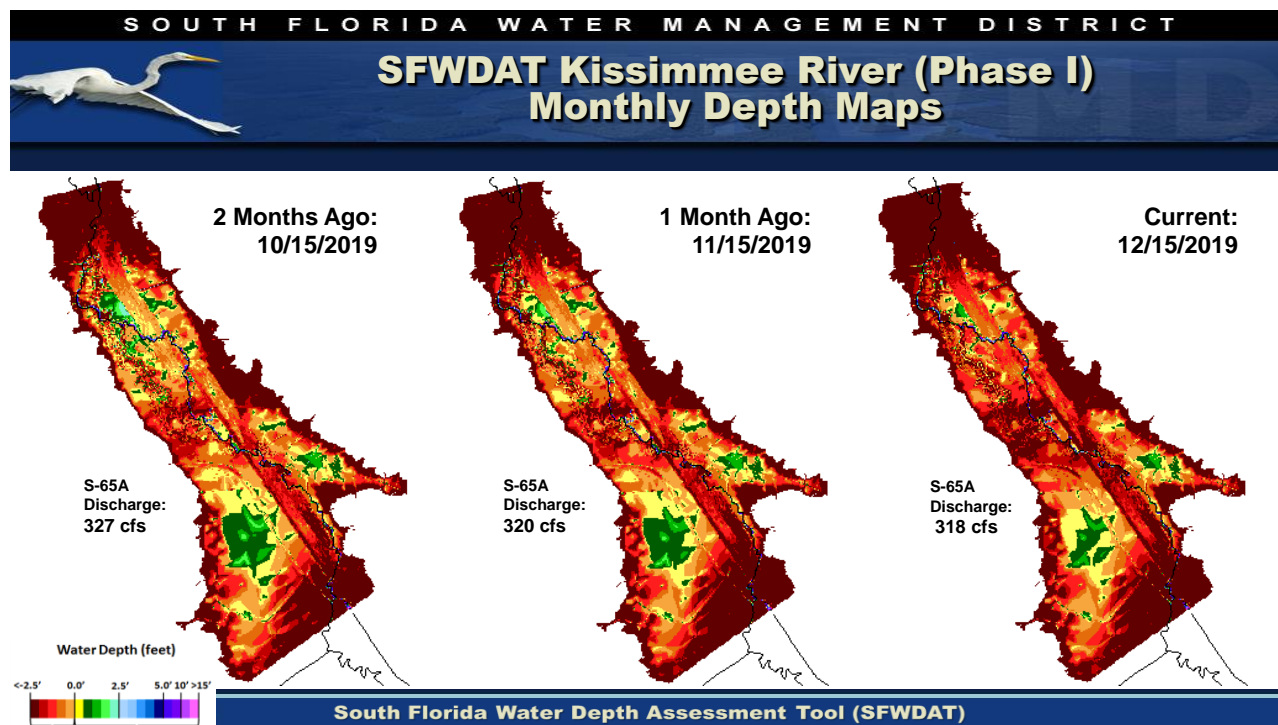 SOUTH FLORIDA WATER MANAGEMENT DISTRICT
SFWDAT Kissimmee River (Phase I)
Monthly Depth Maps
2 Months Ago:
10/15/2019
1 Month Ago:
11/15/2019
Current:
12/15/2019
S-65A
Discharge:
327 cfs
S-65A
Discharge:
320 cfs
S-65A
Discharge:
318 cfs
Water Depth (feet)
<-2.5' 0.0' 2.5' 5.0' 10' >15'
South Florida Water Depth Assessment Tool (SFWDAT)